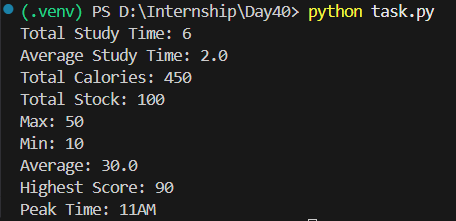 (.venv) PS D:\Internship\Day40> python task.py
Total Study Time: 6
Average Study Time: 2.0
Total Calories: 450
Total Stock: 100
Max: 50
Min: 10
Average: 30.0
Highest Score: 90
Peak Time: 11AM